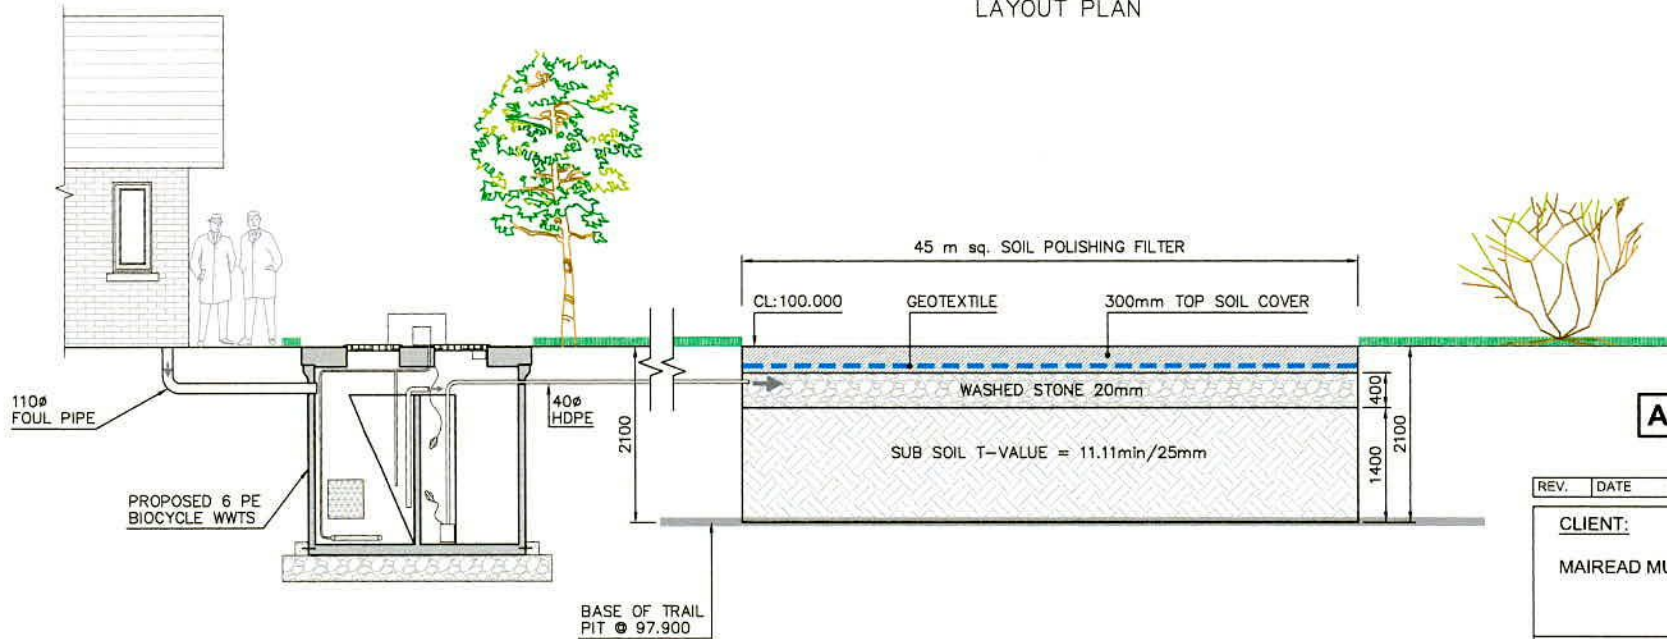 LAYOUT PLAN
45 m sq. SOIL POLISHING FILTER
CL:100.000
GEOTEXTILE
300mm TOP SOIL COVER
WASHED STONE 20mm
400
110ø
FOUL PIPE
40ø
HDPE
2100
SUB SOIL T-VALUE = 11.11min/25mm
1400
2100
A
PROPOSED 6 PE
BIOCYCLE WWTS
REV. DATE
CLIENT:
MAIREAD
BASE OF TRAIL
PIT @ 97.900